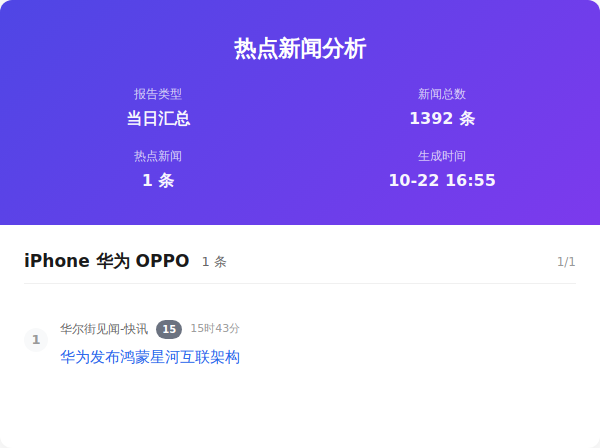 热点新闻分析
报告类型
新闻总数
当日汇总
1392 条
热点新闻
生成时间
1 条
10-22 16:55
iPhone 华为 OPPO 1 条 1/1
1 华尔街见闻-快讯 15 15时43分
华为发布鸿蒙星河互联架构